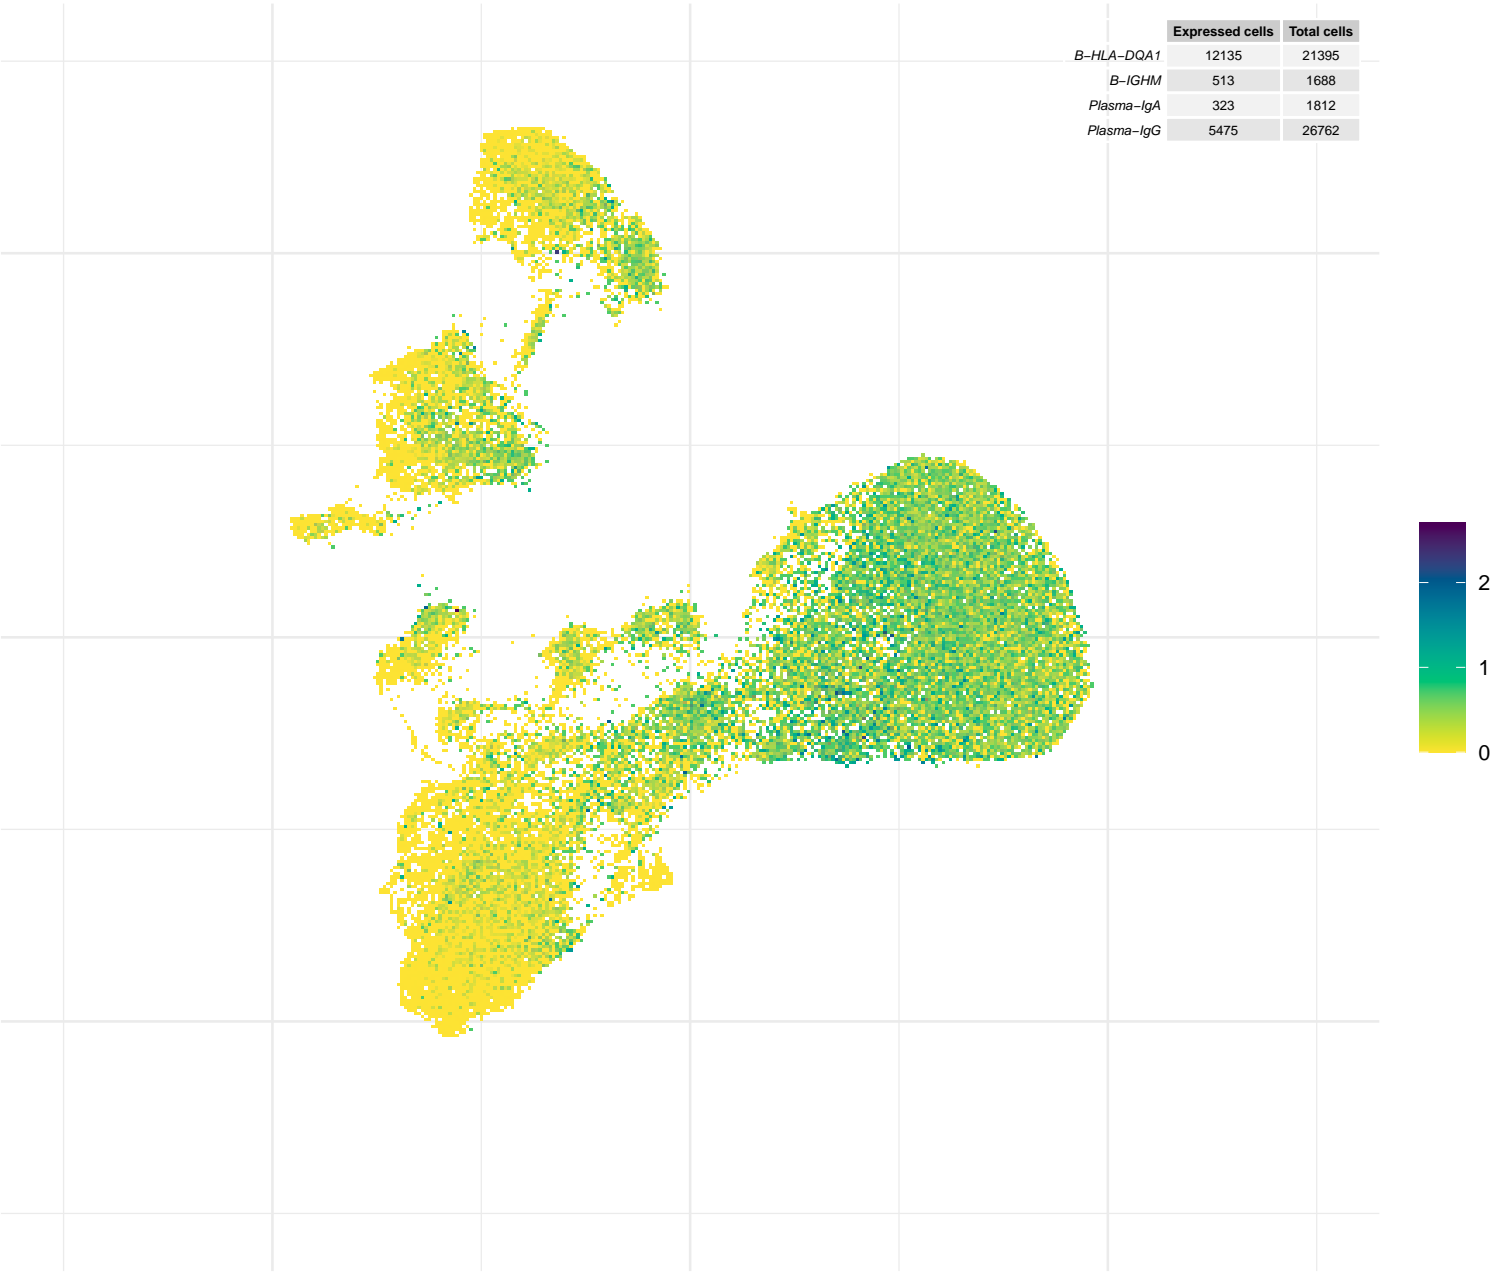 Expressed cells Total cells
B−HLA−DQA1 12135 21395
B−IGHM 513 1688
Plasma−IgA 323 1812
Plasma−IgG 5475 26762
2
1
0